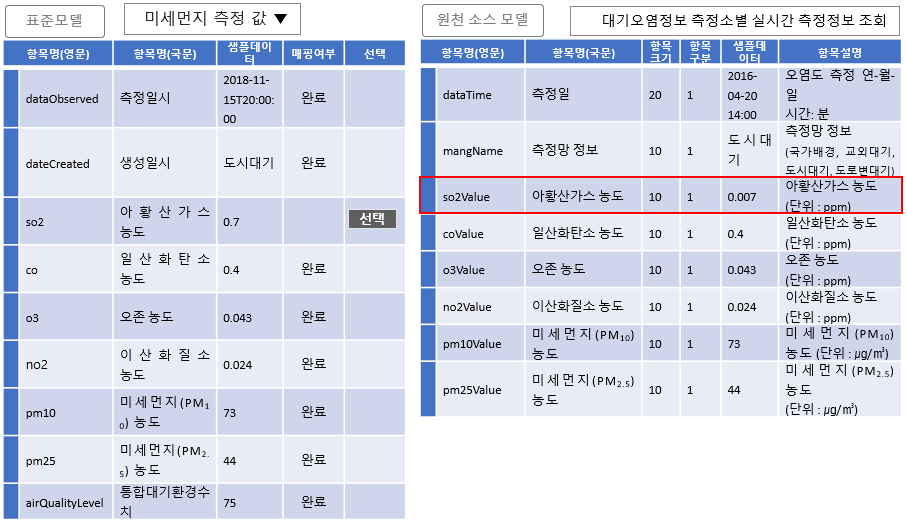 표준모델
미세먼지 측정 값 ▼
항목명(영문) 항목명(국문) 샘플데이터 매핑여부 선택
dataObserved 측정일시 2018-11-15T20:00:00 완료
dateCreated 생성일시 도시대기 완료
so2 아황산가스 농도 0.7 선택
co 일산화탄소 농도 0.4 완료
o3 오존 농도 0.043 완료
no2 이산화질소 농도 0.024 완료
pm10 미세먼지(PM₁₀) 농도 73 완료
pm25 미세먼지(PM₂.₅) 농도 44 완료
airQualityLevel 통합대기환경수치 75 완료
원천 소스 모델
대기오염정보 측정소별 실시간 측정정보 조회
항목명(영문) 항목명(국문) 항목크기 항목구분 샘플데이터 항목설명
dataTime 측정일 20 1 2016-04-20 14:00 오염도 측정 연-월-일 시간: 분
mangName 측정망 정보 10 1 도시대기 측정망 정보 (국가배경, 교외대기, 도시대기, 도로변대기)
so2Value 아황산가스 농도 10 1 0.007 아황산가스 농도 (단위 : ppm)
coValue 일산화탄소 농도 10 1 0.4 일산화탄소 농도 (단위 : ppm)
o3Value 오존 농도 10 1 0.043 오존 농도 (단위 : ppm)
no2Value 이산화질소 농도 10 1 0.024 이산화질소 농도 (단위 : ppm)
pm10Value 미세먼지(PM₁₀) 농도 10 1 73 미세먼지(PM₁₀) 농도 (단위 : ㎍/㎥)
pm25Value 미세먼지(PM₂.₅) 농도 10 1 44 미세먼지(PM₂.₅) 농도 (단위 : ㎍/㎥)